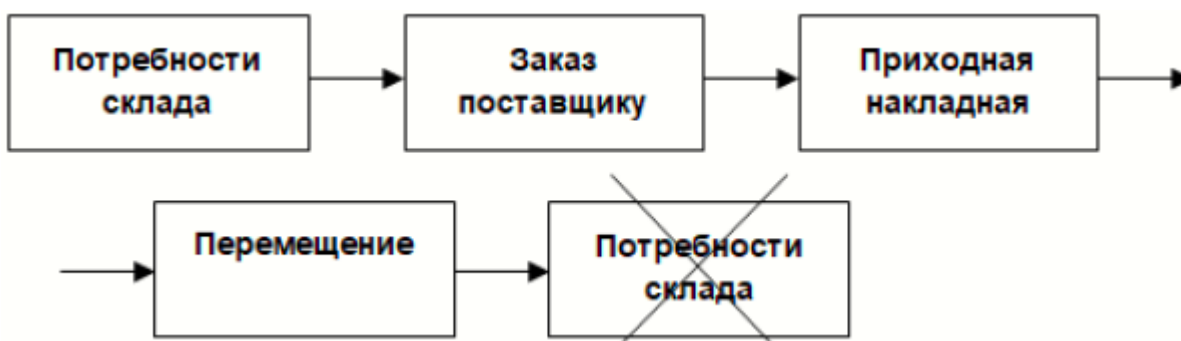 Потребности
склада
Заказ
поставщику
Приходная
накладная
Перемещение
Потребности
склада